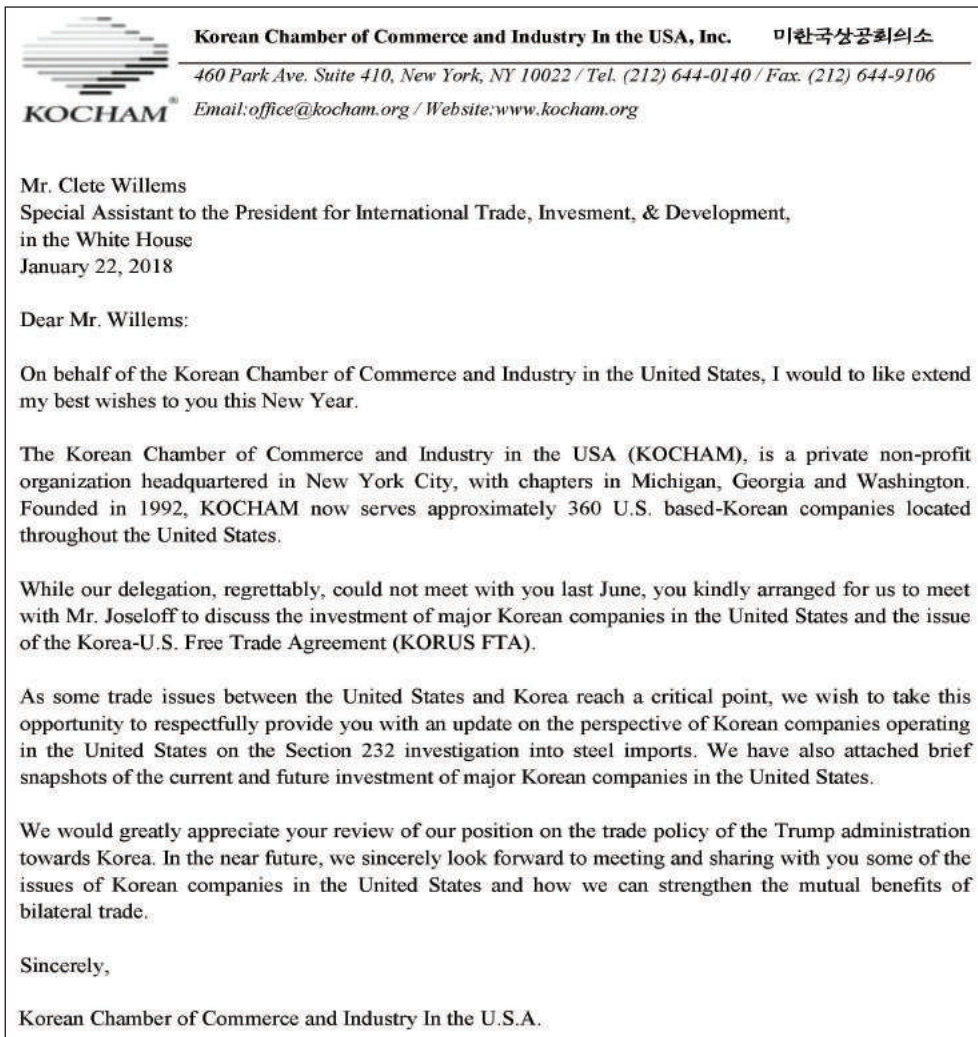 Korean Chamber of Commerce and Industry In the USA, Inc. 미한국상공회의소
460 Park Ave. Suite 410, New York, NY 10022 / Tel. (212) 644-0140 / Fax. (212) 644-9106
KOCHAM® Email:office@kocham.org / Website:www.kocham.org
Mr. Clete Willems
Special Assistant to the President for International Trade, Invesment, & Development,
in the White House
January 22, 2018
Dear Mr. Willems:
On behalf of the Korean Chamber of Commerce and Industry in the United States, I would to like extend
my best wishes to you this New Year.
The Korean Chamber of Commerce and Industry in the USA (KOCHAM), is a private non-profit
organization headquartered in New York City, with chapters in Michigan, Georgia and Washington.
Founded in 1992, KOCHAM now serves approximately 360 U.S. based-Korean companies located
throughout the United States.
While our delegation, regrettably, could not meet with you last June, you kindly arranged for us to meet
with Mr. Joseloff to discuss the investment of major Korean companies in the United States and the issue
of the Korea-U.S. Free Trade Agreement (KORUS FTA).
As some trade issues between the United States and Korea reach a critical point, we wish to take this
opportunity to respectfully provide you with an update on the perspective of Korean companies operating
in the United States on the Section 232 investigation into steel imports. We have also attached brief
snapshots of the current and future investment of major Korean companies in the United States.
We would greatly appreciate your review of our position on the trade policy of the Trump administration
towards Korea. In the near future, we sincerely look forward to meeting and sharing with you some of the
issues of Korean companies in the United States and how we can strengthen the mutual benefits of
bilateral trade.
Sincerely,
Korean Chamber of Commerce and Industry In the U.S.A.